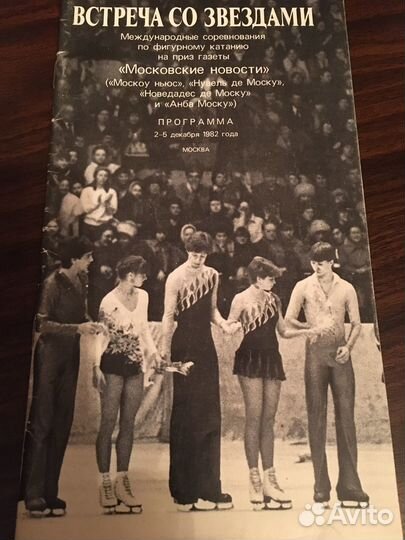 ВСТРЕЧА СО ЗВЕЗДАМИ
Международные соревнования
по фигурному катанию
на приз газеты
«Московские новости»
(«Москоу ньюс», «Нувель де Моску»,
«Новедадес де Моску»
и «Анба Моску»)
ПРОГРАММА
2-5 декабря 1982 года
МОСКВА
Avito